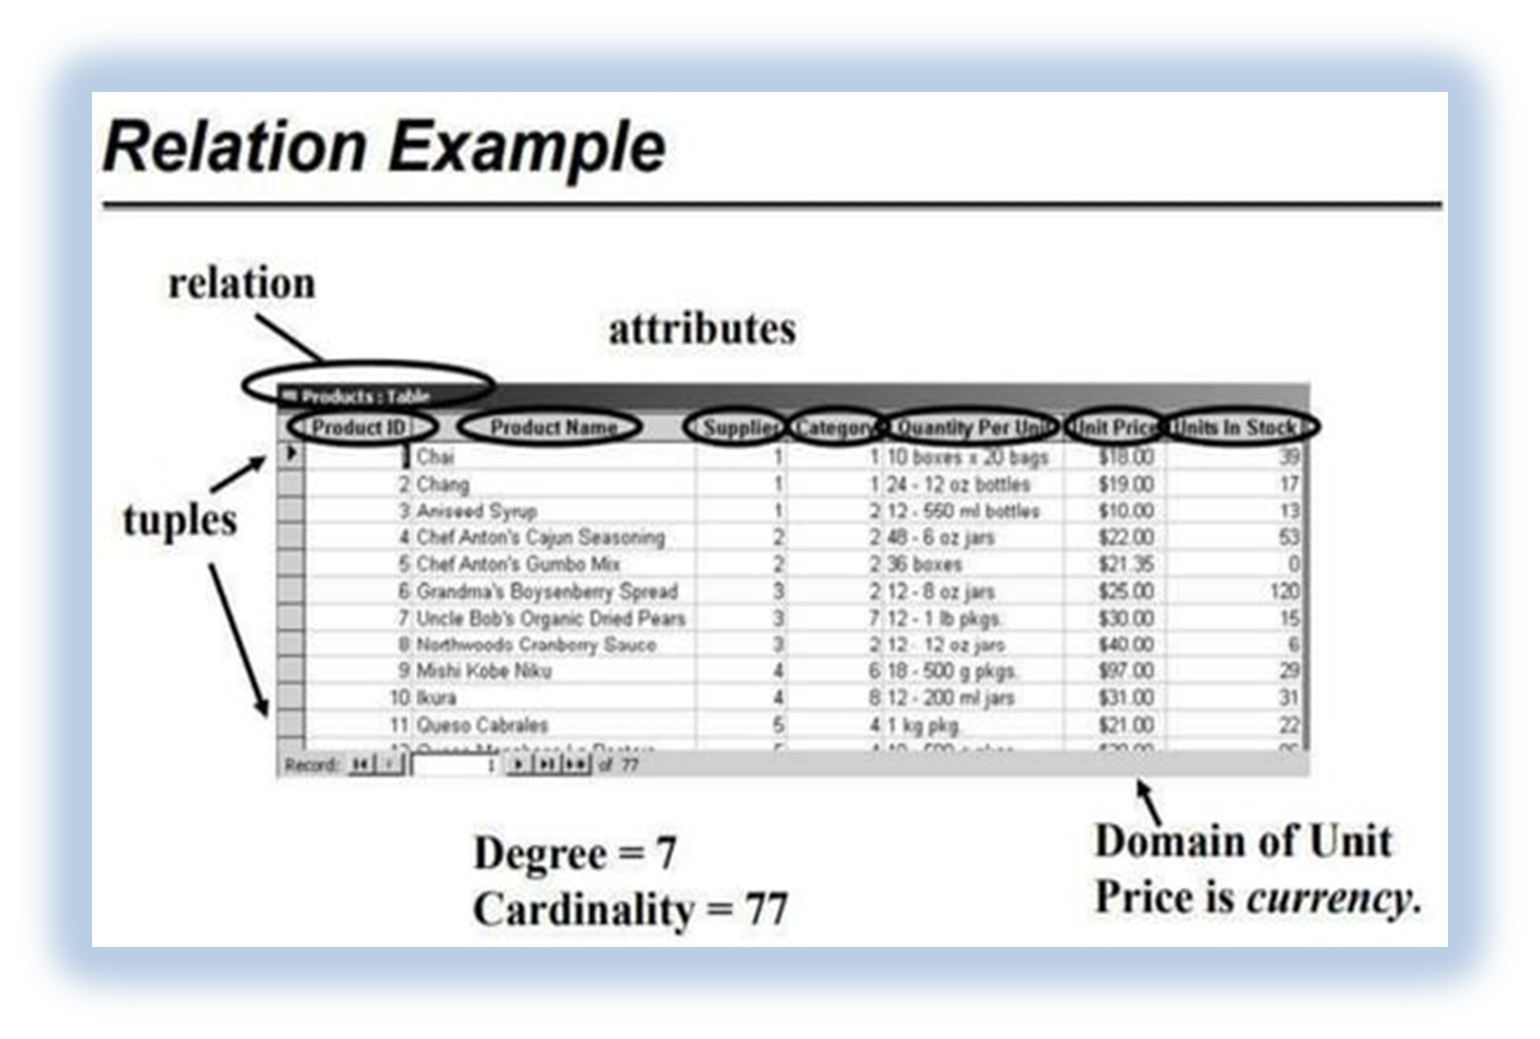 Relation Example
relation
attributes
Products : Table
Product ID Product Name Supplier Category Quantity Per Unit Unit Price Units In Stock
tuples
1 Chai 1 1 10 boxes x 20 bags $18.00 39
2 Chang 1 1 24 - 12 oz bottles $19.00 17
3 Aniseed Syrup 1 2 12 - 550 ml bottles $10.00 13
4 Chef Anton's Cajun Seasoning 2 2 48 - 6 oz jars $22.00 53
5 Chef Anton's Gumbo Mix 2 2 36 boxes $21.35 0
6 Grandma's Boysenberry Spread 3 2 12 - 8 oz jars $25.00 120
7 Uncle Bob's Organic Dried Pears 3 7 12 - 1 lb pkgs. $30.00 15
8 Northwoods Cranberry Sauce 3 2 12 - 12 oz jars $40.00 6
9 Mishi Kobe Niku 4 6 18 - 500 g pkgs. $97.00 29
10 Ikura 4 8 12 - 200 ml jars $31.00 31
11 Queso Cabrales 5 4 1 kg pkg. $21.00 22
Record: 1 of 77
Degree = 7
Cardinality = 77
Domain of Unit
Price is currency.